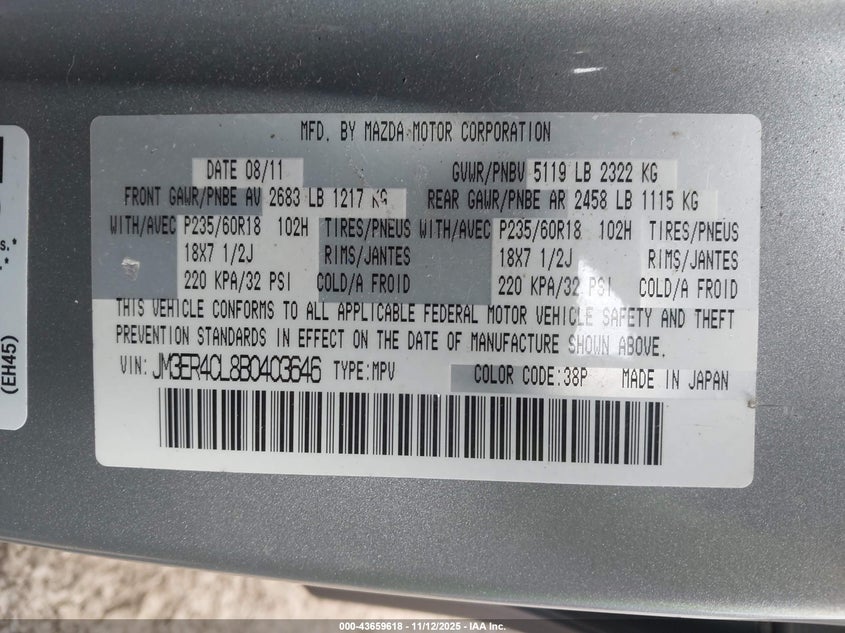 MFD. BY MAZDA MOTOR CORPORATION
DATE 08/11 GVWR/PNBV 5119 LB 2322 KG
FRONT GAWR/PNBE AV 2683 LB 1217 KG REAR GAWR/PNBE AR 2458 LB 1115 KG
WITH/AVEC P235/60R18 102H TIRES/PNEUS WITH/AVEC P235/60R18 102H TIRES/PNEUS
18X7 1/2J RIMS/JANTES 18X7 1/2J RIMS/JANTES
220 KPA/32 PSI COLD/A FROID 220 KPA/32 PSI COLD/A FROID
THIS VEHICLE CONFORMS TO ALL APPLICABLE FEDERAL MOTOR VEHICLE SAFETY AND THEFT
PREVENTION STANDARDS IN EFFECT ON THE DATE OF MANUFACTURE SHOWN ABOVE.
VIN: JM3ER4CL8B0403646 TYPE:MPV COLOR CODE:38P MADE IN JAPAN
s.*
.*
(EH45)
000-43659618 - 11/12/2025 - IAA Inc.